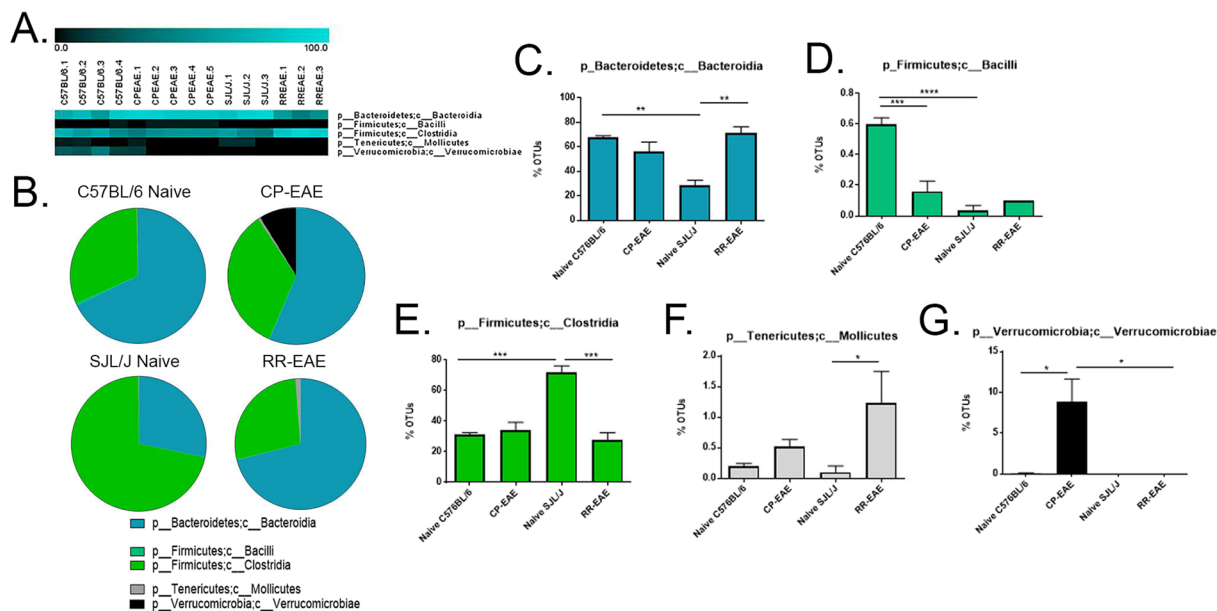 A.
0.0 100.0
C57BL/6.1
C57BL/6.2
C57BL/6.3
C57BL/6.4
CPEAE.1
CPEAE.2
CPEAE.3
CPEAE.4
CPEAE.5
SJL/J.1
SJL/J.2
SJL/J.3
RREAE.1
RREAE.2
RREAE.3
p__Bacteroidetes;c__Bacteroidia
p__Firmicutes;c__Bacilli
p__Firmicutes;c__Clostridia
p__Tenericutes;c__Mollicutes
p__Verrucomicrobia;c__Verrucomicrobiae
B.
C57BL/6 Naive
CP-EAE
SJL/J Naive
RR-EAE
p__Bacteroidetes;c__Bacteroidia
p__Firmicutes;c__Bacilli
p__Firmicutes;c__Clostridia
p__Tenericutes;c__Mollicutes
p__Verrucomicrobia;c__Verrucomicrobiae
C.
p_Bacteroidetes;c__Bacteroidia
% OTUs
100
80
60
40
20
0
** **
Naive C576BL/6
CP-EAE
Naive SJL/J
RR-EAE
D.
p_Firmicutes;c__Bacilli
% OTUs
0.8
0.6
0.4
0.2
0.0
****
***
Naive C576BL/6
CP-EAE
Naive SJL/J
RR-EAE
E.
p__Firmicutes;c__Clostridia
% OTUs
80
60
40
20
0
*** ***
Naive C576BL/6
CP-EAE
Naive SJL/J
RR-EAE
F.
p__Tenericutes;c__Mollicutes
% OTUs
2.0
1.5
1.0
0.5
0.0
*
Naive C576BL/6
CP-EAE
Naive SJL/J
RR-EAE
G.
p__Verrucomicrobia;c__Verrucomicrobiae
% OTUs
15
10
5
0
* *
Naive C576BL/6
CP-EAE
Naive SJL/J
RR-EAE